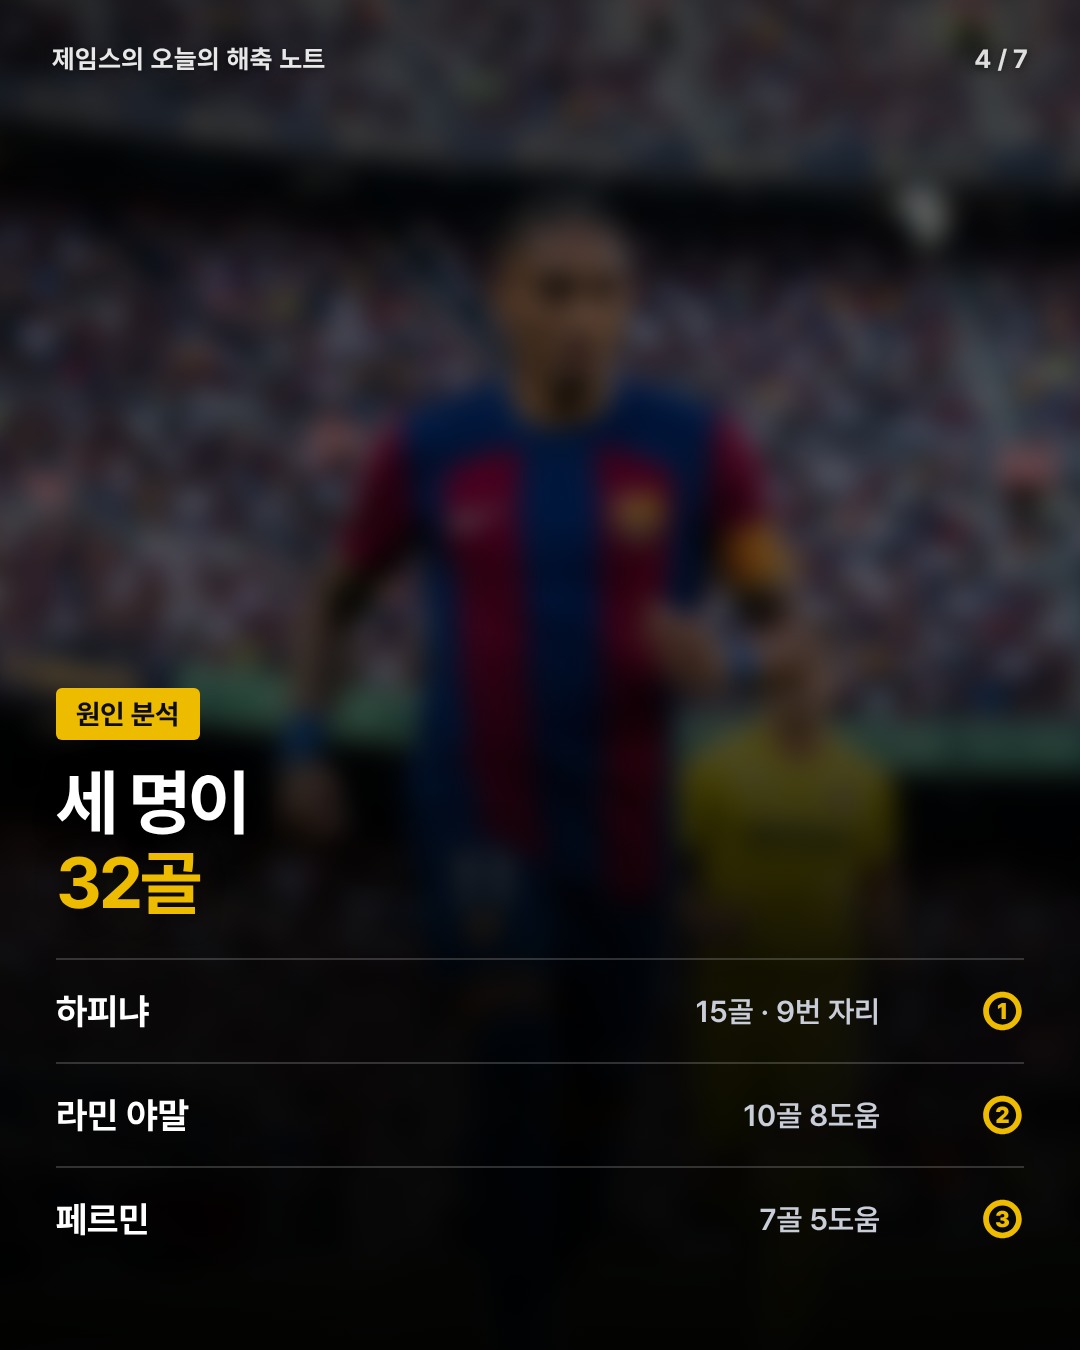 제임스의 오늘의 해축 노트
4 / 7
원인 분석
세 명이
32골
하피냐
15골 · 9번 자리
①
라민 야말
10골 8도움
②
페르민
7골 5도움
③